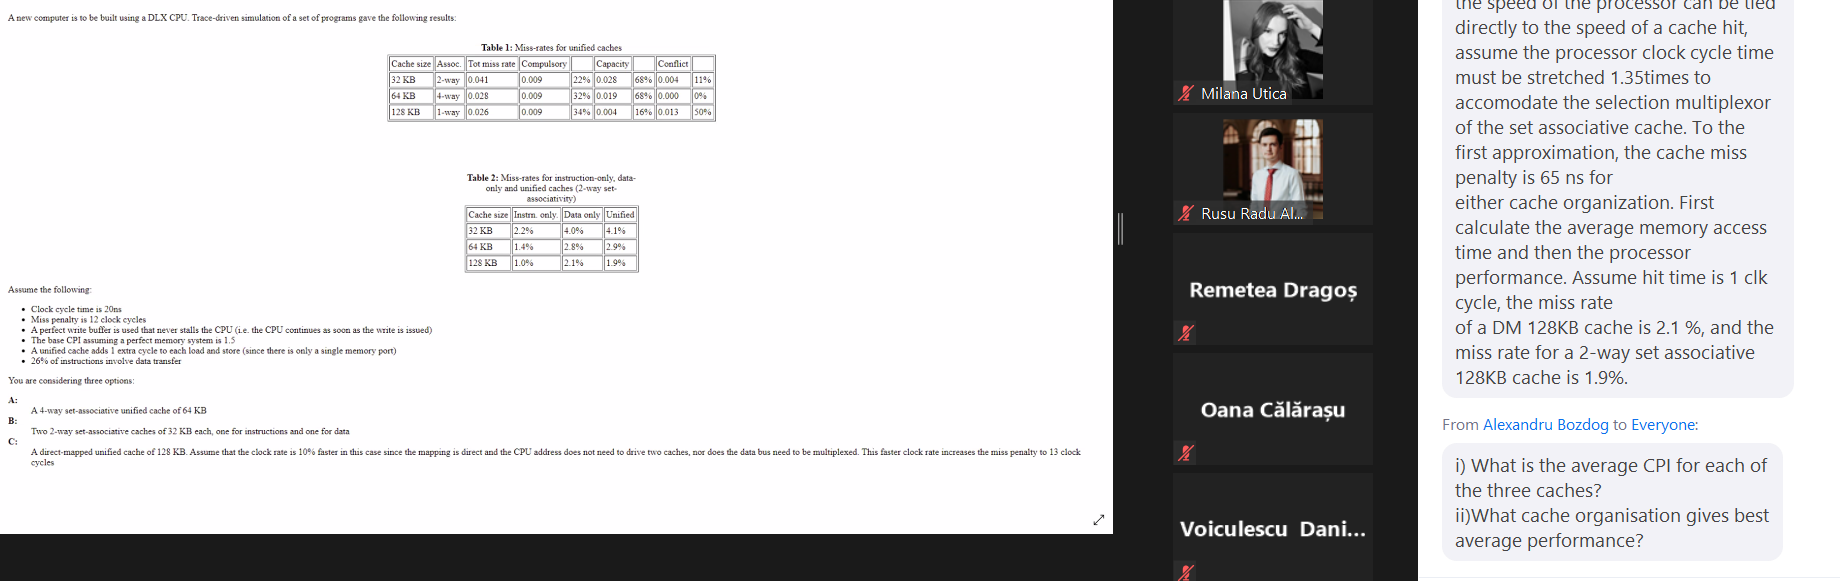 A new computer is to be built using a DLX CPU. Trace-driven simulation of a set of programs gave the following results:
Table 1: Miss-rates for unified caches
Cache size Assoc. Tot miss rate Compulsory Capacity Conflict
32 KB 2-way 0.041 0.009 22% 0.028 68% 0.004 11%
64 KB 4-way 0.028 0.009 32% 0.019 68% 0.000 0%
128 KB 1-way 0.026 0.009 34% 0.004 16% 0.013 50%
Table 2: Miss-rates for instruction-only, data-
only and unified caches (2-way set-
associativity)
Cache size Instrn. only. Data only Unified
32 KB 2.2% 4.0% 4.1%
64 KB 1.4% 2.8% 2.9%
128 KB 1.0% 2.1% 1.9%
Assume the following:
• Clock cycle time is 20ns
• Miss penalty is 12 clock cycles
• A perfect write buffer is used that never stalls the CPU (i.e. the CPU continues as soon as the write is issued)
• The base CPI assuming a perfect memory system is 1.5
• A unified cache adds 1 extra cycle to each load and store (since there is only a single memory port)
• 26% of instructions involve data transfer
You are considering three options:
A:
A 4-way set-associative unified cache of 64 KB
B:
Two 2-way set-associative caches of 32 KB each, one for instructions and one for data
C:
A direct-mapped unified cache of 128 KB. Assume that the clock rate is 10% faster in this case since the mapping is direct and the CPU address does not need to drive two caches, nor does the data bus need to be multiplexed. This faster clock rate increases the miss penalty to 13 clock
cycles
Milana Utica
Rusu Radu Al...
Remetea Dragoș
Oana Călărașu
Voiculescu Dani...
the speed of the processor can be tied
directly to the speed of a cache hit,
assume the processor clock cycle time
must be stretched 1.35times to
accomodate the selection multiplexor
of the set associative cache. To the
first approximation, the cache miss
penalty is 65 ns for
either cache organization. First
calculate the average memory access
time and then the processor
performance. Assume hit time is 1 clk
cycle, the miss rate
of a DM 128KB cache is 2.1 %, and the
miss rate for a 2-way set associative
128KB cache is 1.9%.
From Alexandru Bozdog to Everyone:
i) What is the average CPI for each of
the three caches?
ii)What cache organisation gives best
average performance?